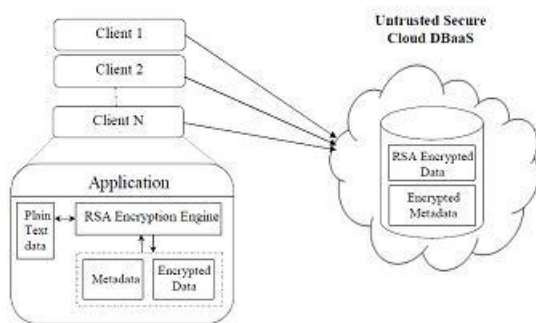 Untrusted Secure
Cloud DBaaS
Client 1
Client 2
Client N
Application
Plain
Text
data
RSA Encryption Engine
Metadata
Encrypted
Data
RSA Encrypted
Data
Encrypted
Metadata